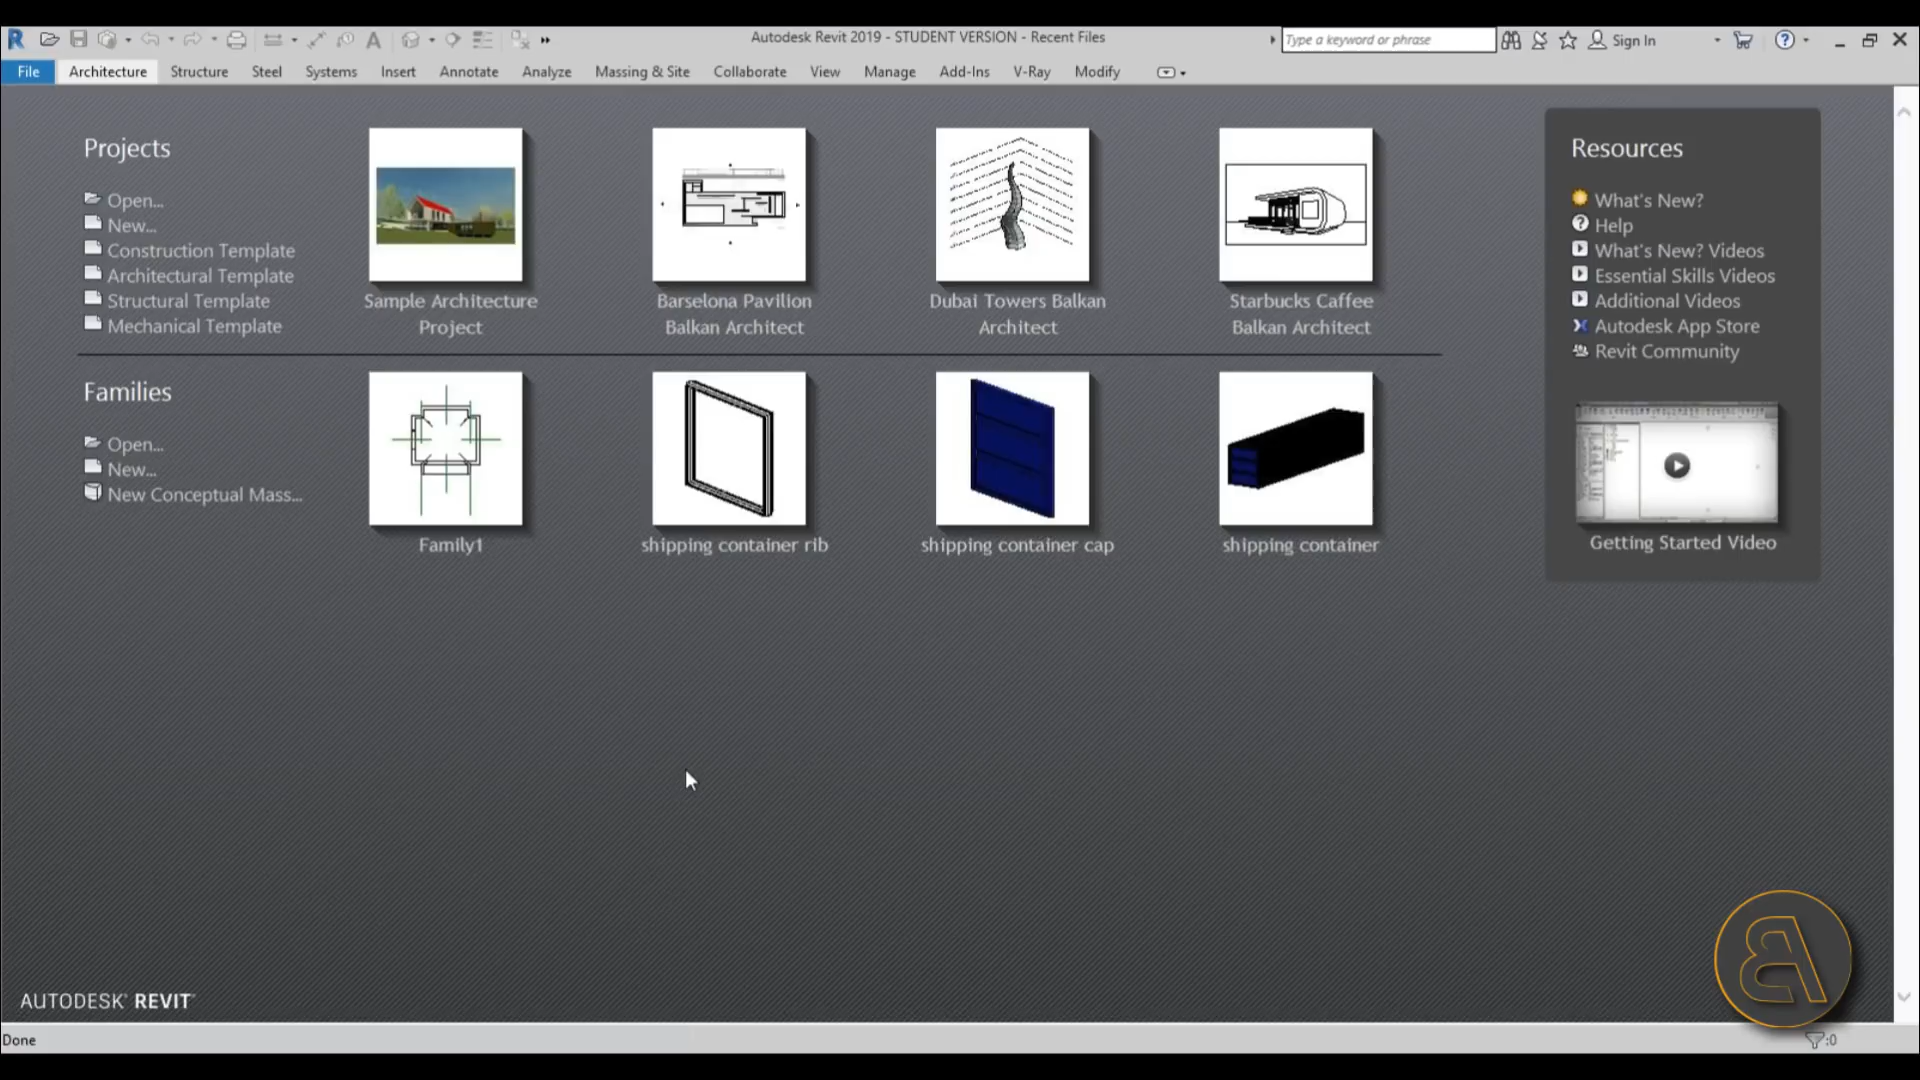 Autodesk Revit 2019 - STUDENT VERSION - Recent Files
Type a keyword or phrase
Sign In
File Architecture Structure Steel Systems Insert Annotate Analyze Massing & Site Collaborate View Manage Add-Ins V-Ray Modify
Projects
Open...
New...
Construction Template
Architectural Template
Structural Template
Mechanical Template
Sample Architecture
Project
Barselona Pavilion
Balkan Architect
Dubai Towers Balkan
Architect
Starbucks Caffee
Balkan Architect
Families
Open...
New...
New Conceptual Mass...
Family1
shipping container rib
shipping container cap
shipping container
Resources
What's New?
Help
What's New? Videos
Essential Skills Videos
Additional Videos
Autodesk App Store
Revit Community
Getting Started Video
AUTODESK® REVIT®
Done
:0